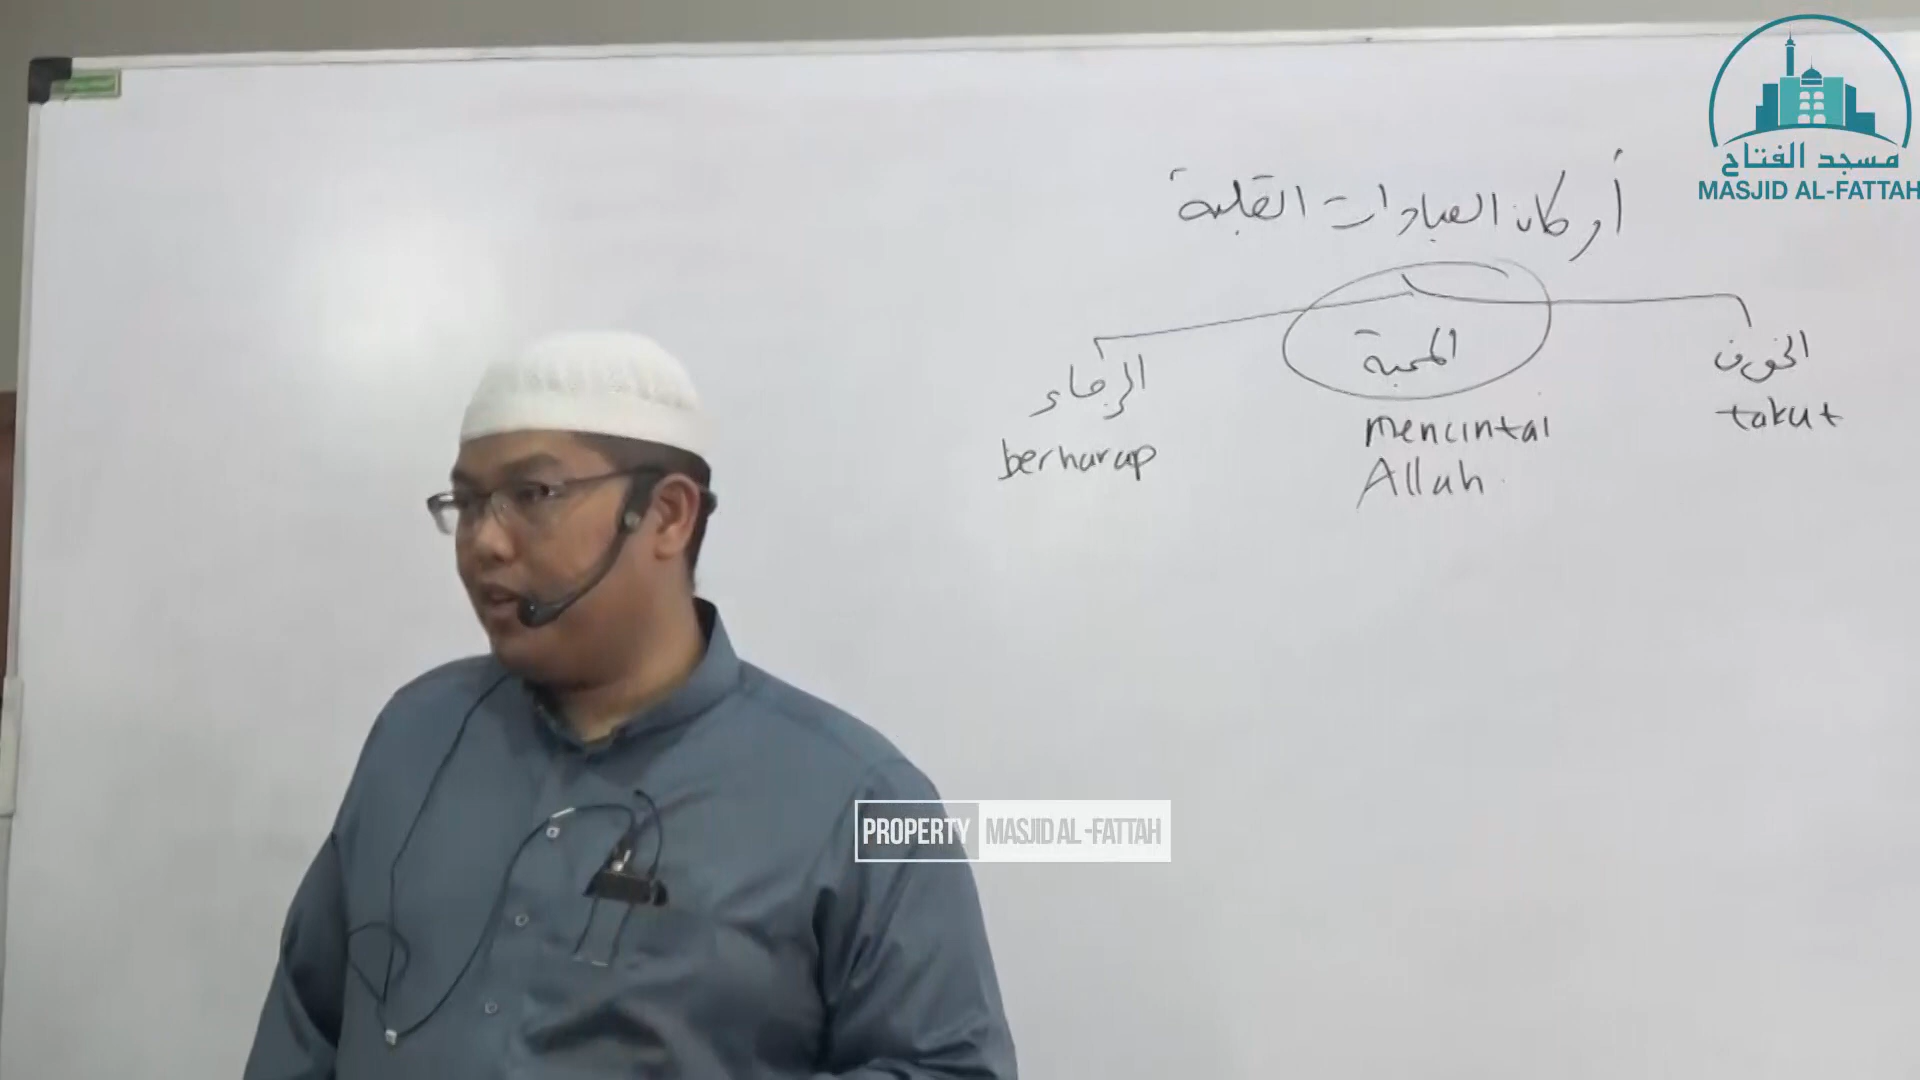 مسجد الفتاح
MASJID AL-FATTAH
أركان العبادات القلبية
الخوف
takut
المحبة
mencintai
Allah
الرجاء
berharap
PROPERTY MASJID AL-FATTAH